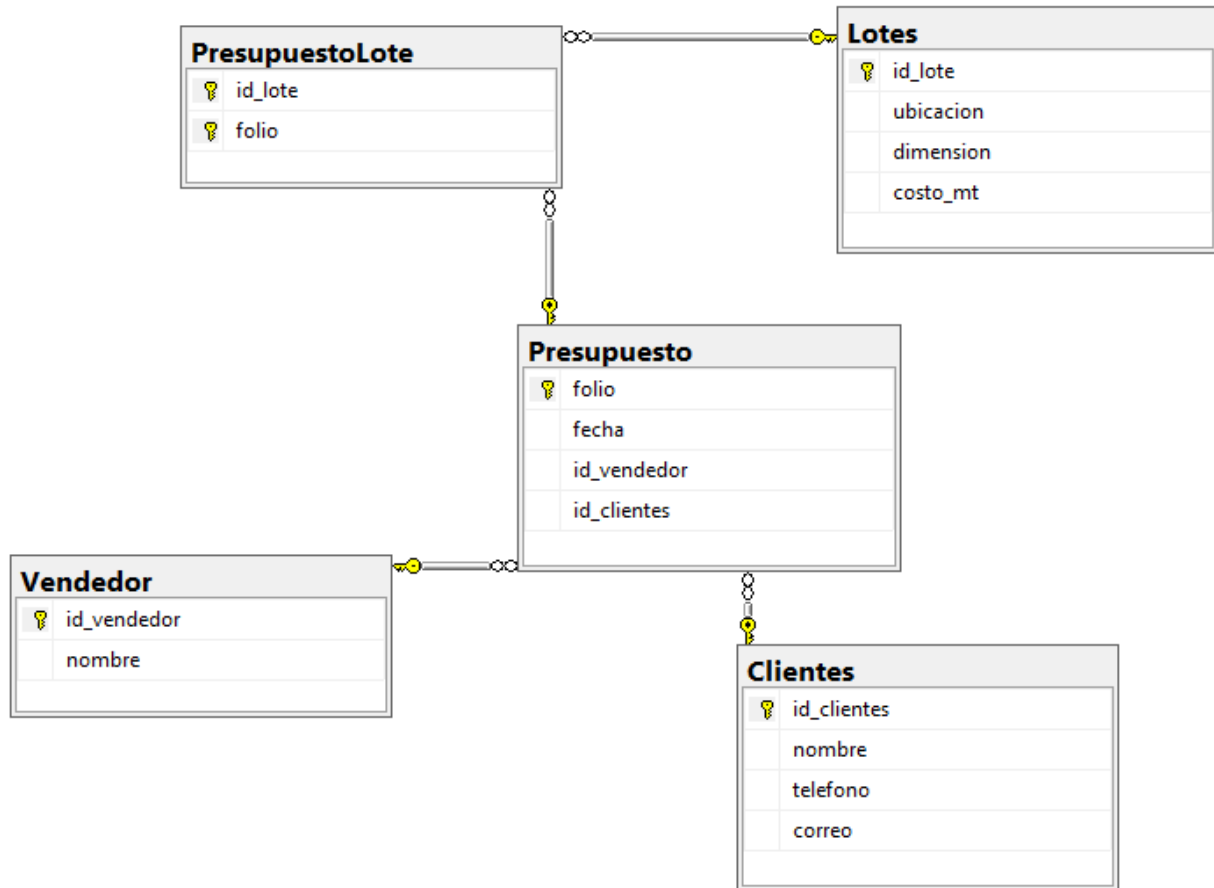 PresupuestoLote
id_lote
folio
Lotes
id_lote
ubicacion
dimension
costo_mt
Presupuesto
folio
fecha
id_vendedor
id_clientes
Vendedor
id_vendedor
nombre
Clientes
id_clientes
nombre
telefono
correo